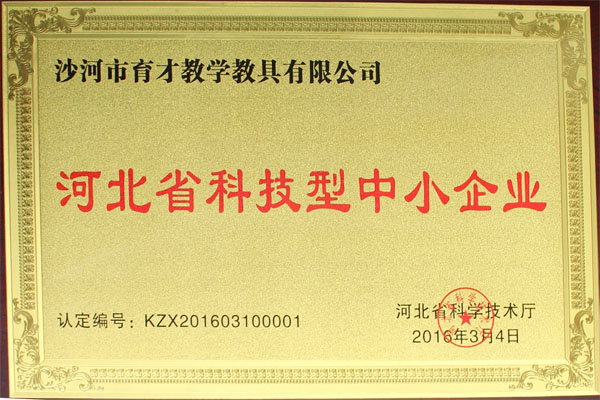 沙河市育才教学教具有限公司
河北省科技型中小企业
认定编号：KZX201603100001
河北省科学技术厅
2016年3月4日